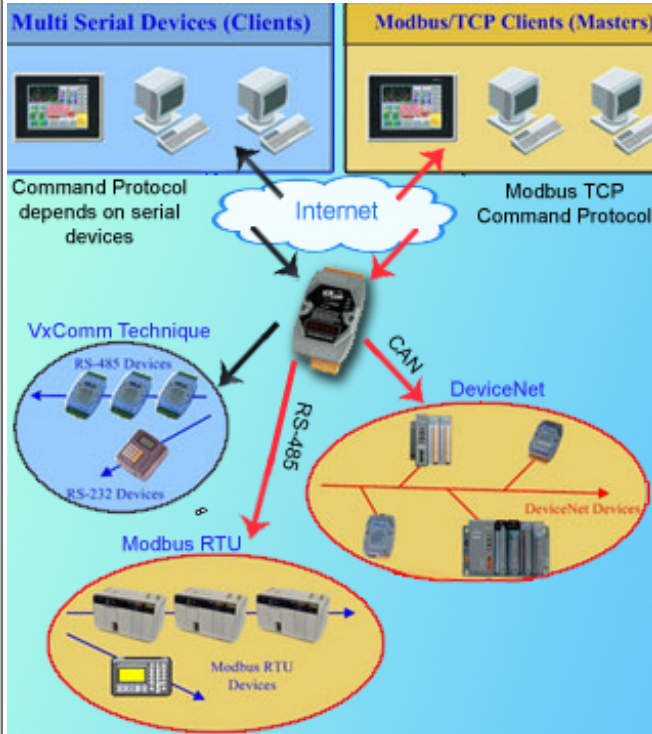 Multi Serial Devices (Clients)
Modbus/TCP Clients (Masters)
Command Protocol
depends on serial
devices
Internet
Modbus TCP
Command Protocol
VxComm Technique
RS-485 Devices
RS-232 Devices
RS-485
CAN
DeviceNet
DeviceNet Devices
Modbus RTU
Modbus RTU
Devices